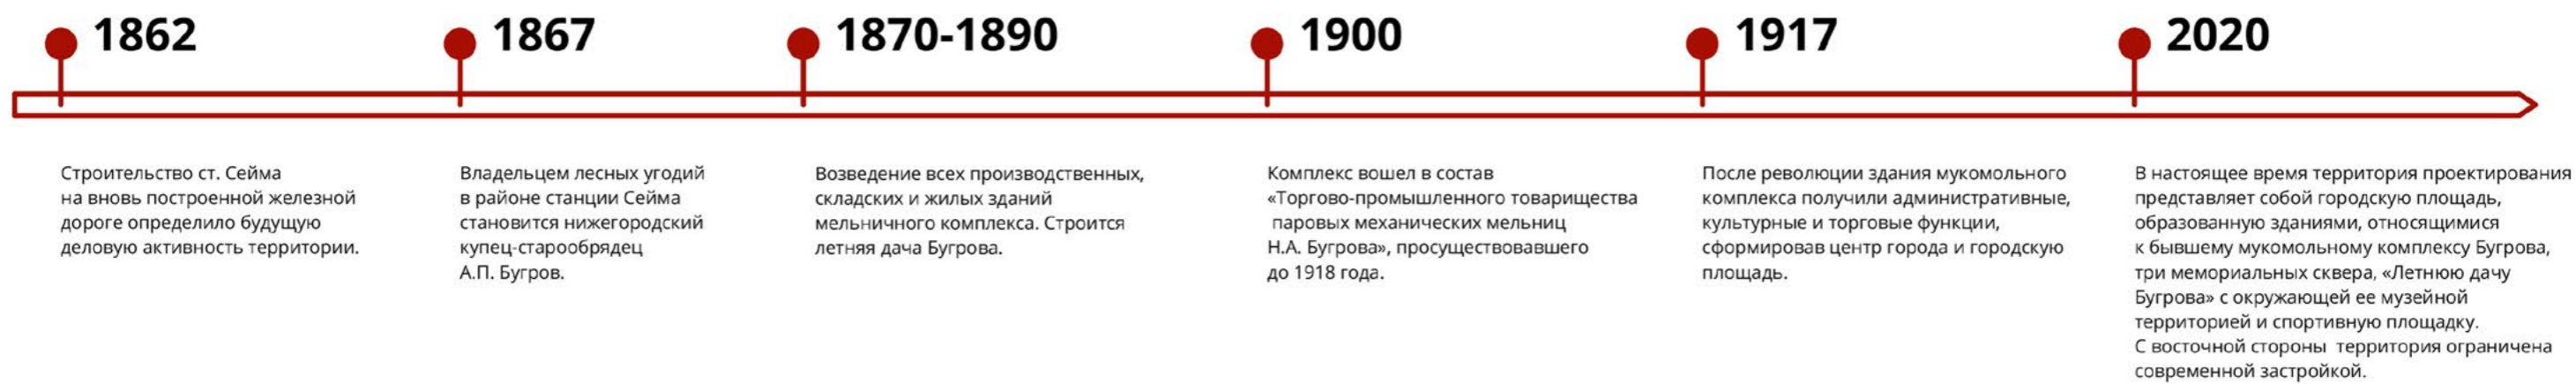 1862
Строительство ст. Сейма
на вновь построенной железной
дороге определило будущую
деловую активность территории.
1867
Владельцем лесных угодий
в районе станции Сейма
становится нижегородский
купец-старообрядец
А.П. Бугров.
1870-1890
Возведение всех производственных,
складских и жилых зданий
мельничного комплекса. Строится
летняя дача Бугрова.
1900
Комплекс вошел в состав
«Торгово-промышленного товарищества
паровых механических мельниц
Н.А. Бугрова», просуществовавшего
до 1918 года.
1917
После революции здания мукомольного
комплекса получили административные,
культурные и торговые функции,
сформировав центр города и городскую
площадь.
2020
В настоящее время территория проектирования
представляет собой городскую площадь,
образованную зданиями, относящимися
к бывшему мукомольному комплексу Бугрова,
три мемориальных сквера, «Летнюю дачу
Бугрова» с окружающей ее музейной
территорией и спортивную площадку.
С восточной стороны территория ограничена
современной застройкой.